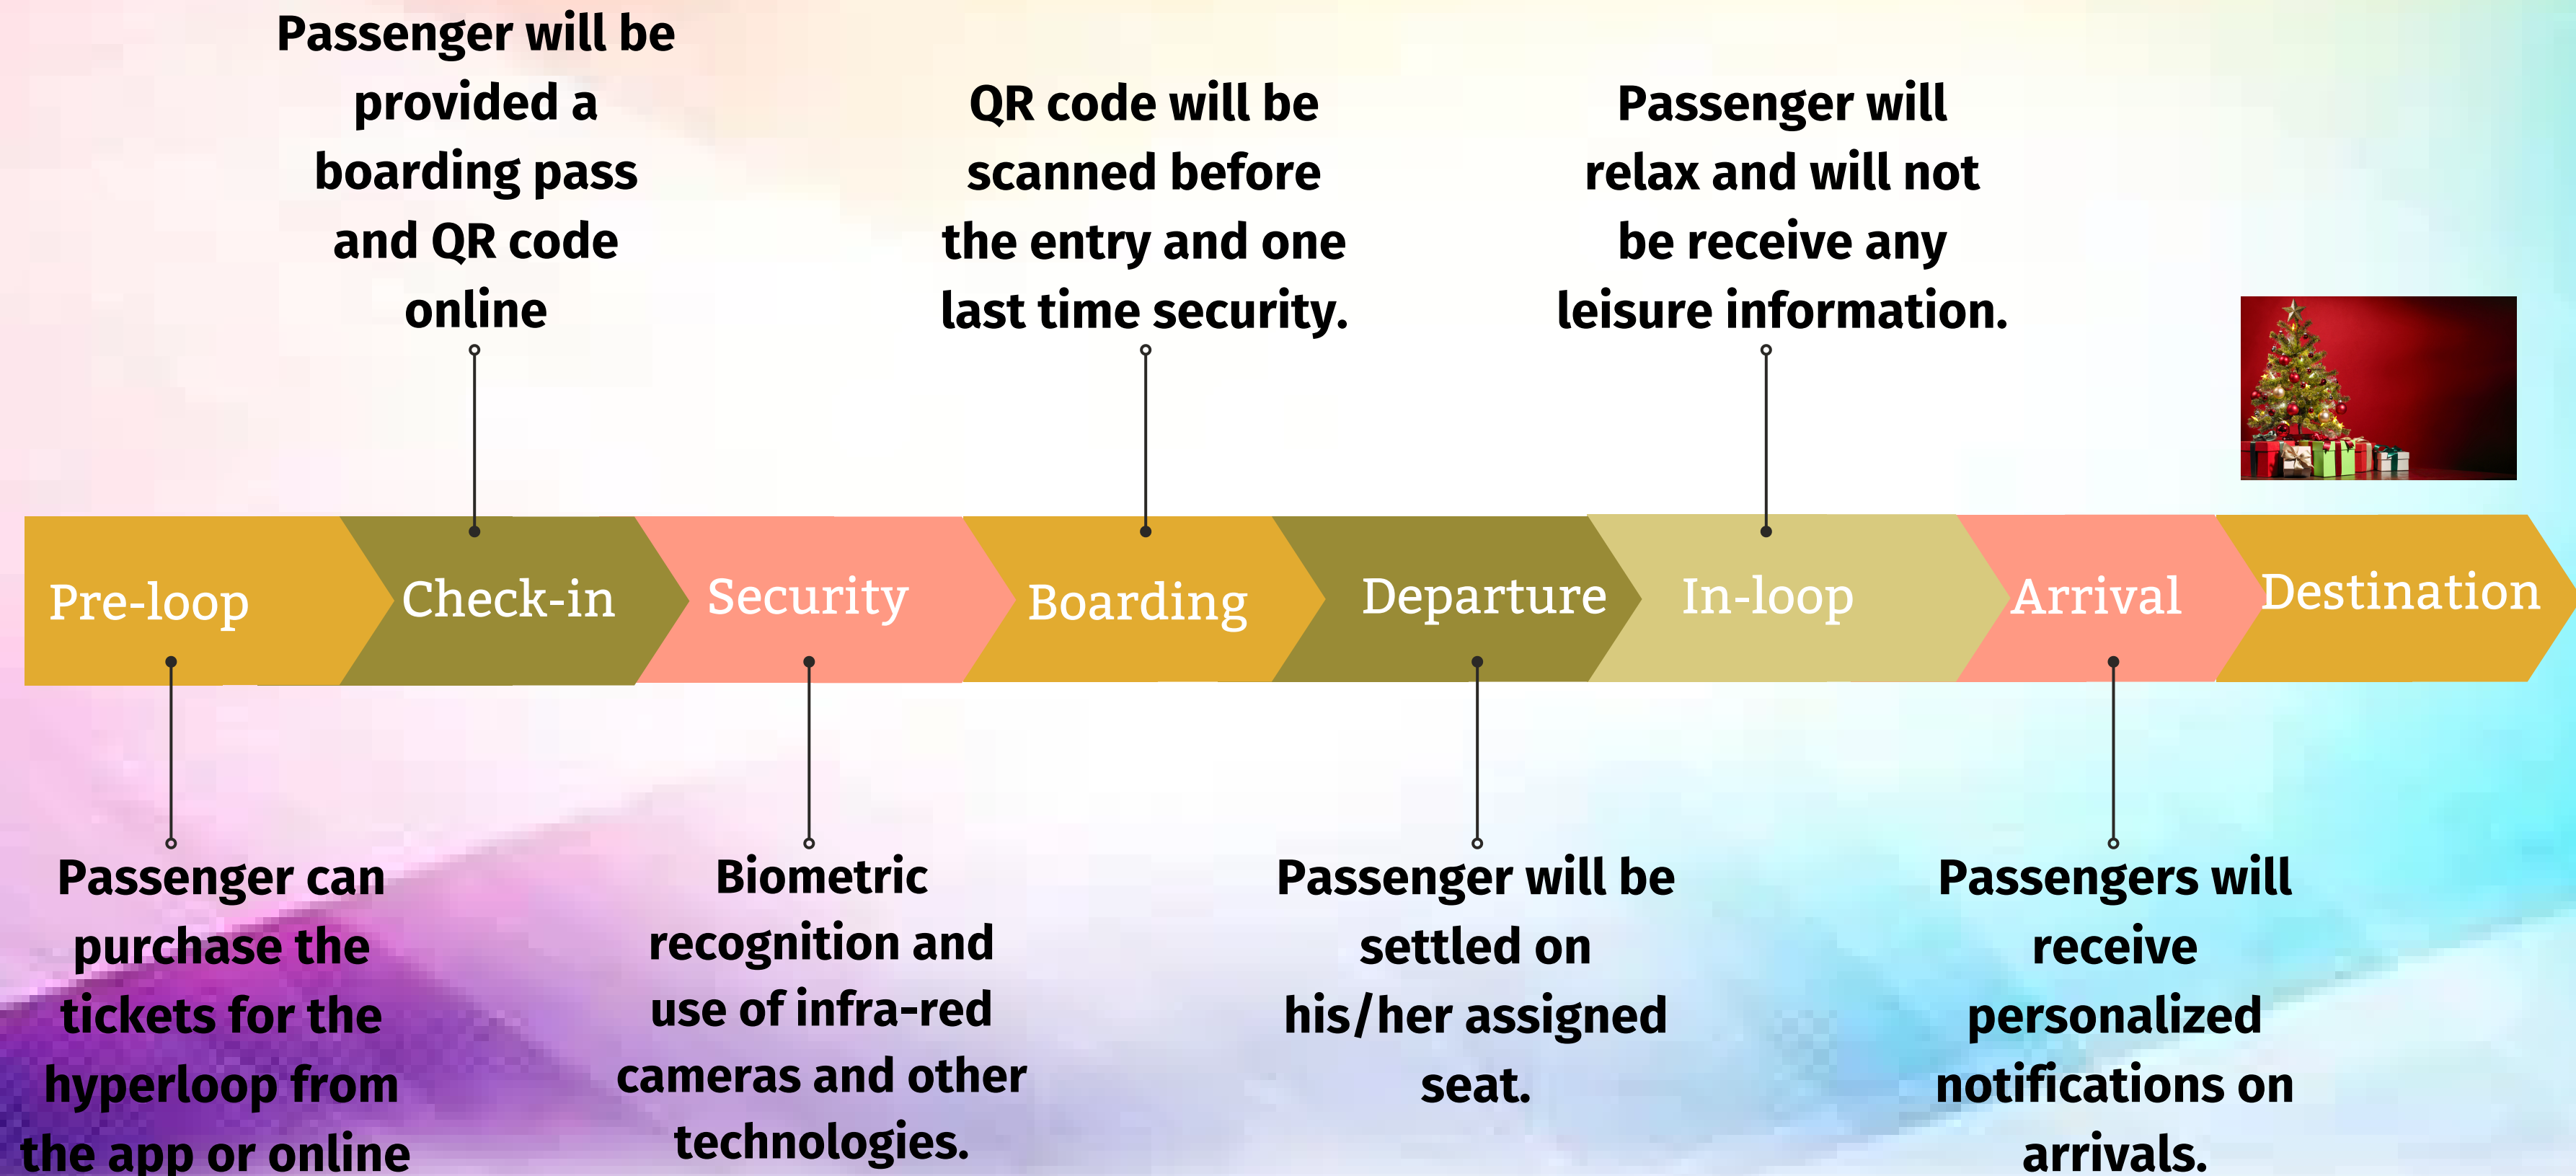 Passenger will be
provided a
boarding pass
and QR code
online
QR code will be
scanned before
the entry and one
last time security.
Passenger will
relax and will not
be receive any
leisure information.
Pre-loop
Check-in
Security
Boarding
Departure
In-loop
Arrival
Destination
Passenger can
purchase the
tickets for the
hyperloop from
the app or online
Biometric
recognition and
use of infra-red
cameras and other
technologies.
Passenger will be
settled on
his/her assigned
seat.
Passengers will
receive
personalized
notifications on
arrivals.